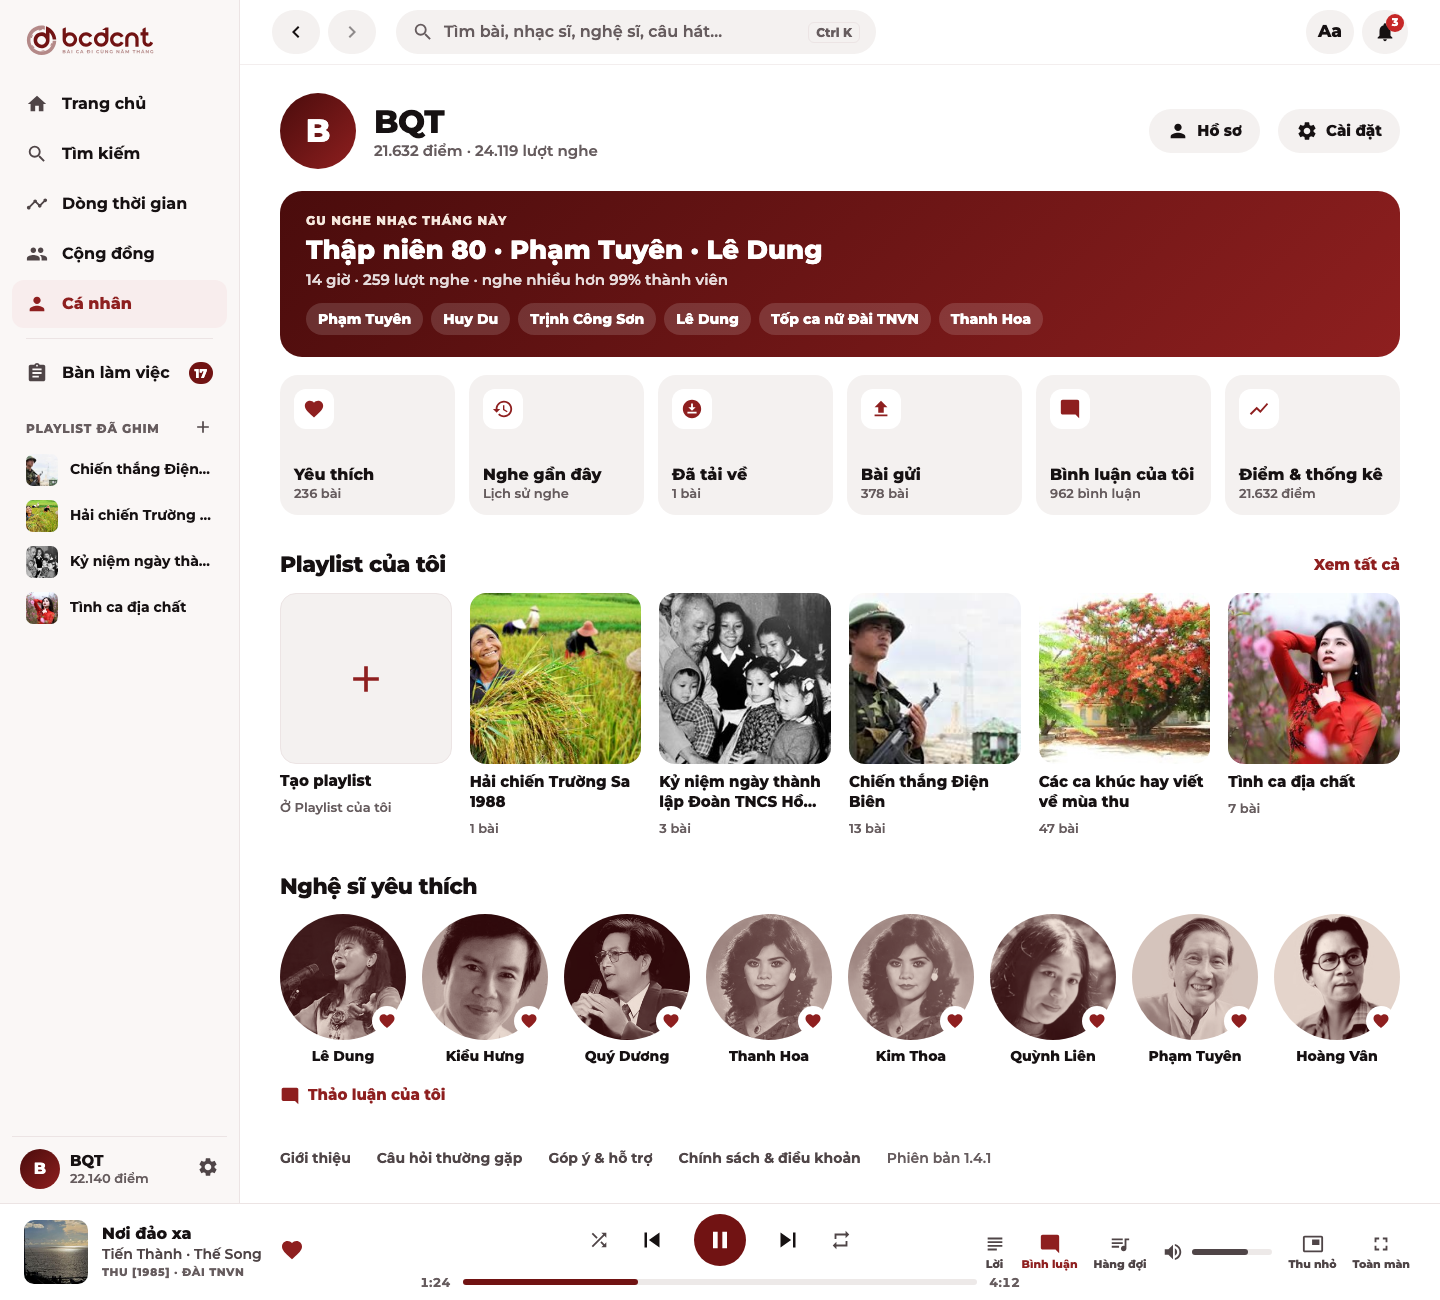 bcdcnt
BÀI CA ĐI CÙNG NĂM THÁNG
Trang chủ
Tìm kiếm
Dòng thời gian
Cộng đồng
Cá nhân
Bàn làm việc
17
PLAYLIST ĐÃ GHIM
Chiến thắng Điện...
Hải chiến Trường ...
Kỷ niệm ngày thà...
Tình ca địa chất
B
BQT
22.140 điểm
Tìm bài, nhạc sĩ, nghệ sĩ, câu hát...
Ctrl K
Aa
3
B
BQT
21.632 điểm · 24.119 lượt nghe
Hồ sơ
Cài đặt
GU NGHE NHẠC THÁNG NÀY
Thập niên 80 · Phạm Tuyên · Lê Dung
14 giờ · 259 lượt nghe · nghe nhiều hơn 99% thành viên
Phạm Tuyên
Huy Du
Trịnh Công Sơn
Lê Dung
Tốp ca nữ Đài TNVN
Thanh Hoa
Yêu thích
236 bài
Nghe gần đây
Lịch sử nghe
Đã tải về
1 bài
Bài gửi
378 bài
Bình luận của tôi
962 bình luận
Điểm & thống kê
21.632 điểm
Playlist của tôi
Xem tất cả
Tạo playlist
Ở Playlist của tôi
Hải chiến Trường Sa
1988
1 bài
Kỷ niệm ngày thành
lập Đoàn TNCS Hồ...
3 bài
Chiến thắng Điện
Biên
13 bài
Các ca khúc hay viết
về mùa thu
47 bài
Tình ca địa chất
7 bài
Nghệ sĩ yêu thích
Lê Dung
Kiều Hưng
Quý Dương
Thanh Hoa
Kim Thoa
Quỳnh Liên
Phạm Tuyên
Hoàng Vân
Thảo luận của tôi
Giới thiệu
Câu hỏi thường gặp
Góp ý & hỗ trợ
Chính sách & điều khoản
Phiên bản 1.4.1
Nơi đảo xa
Tiến Thành · Thế Song
THU [1985] · ĐÀI TNVN
1:24
4:12
Lời
Bình luận
Hàng đợi
Thu nhỏ
Toàn màn